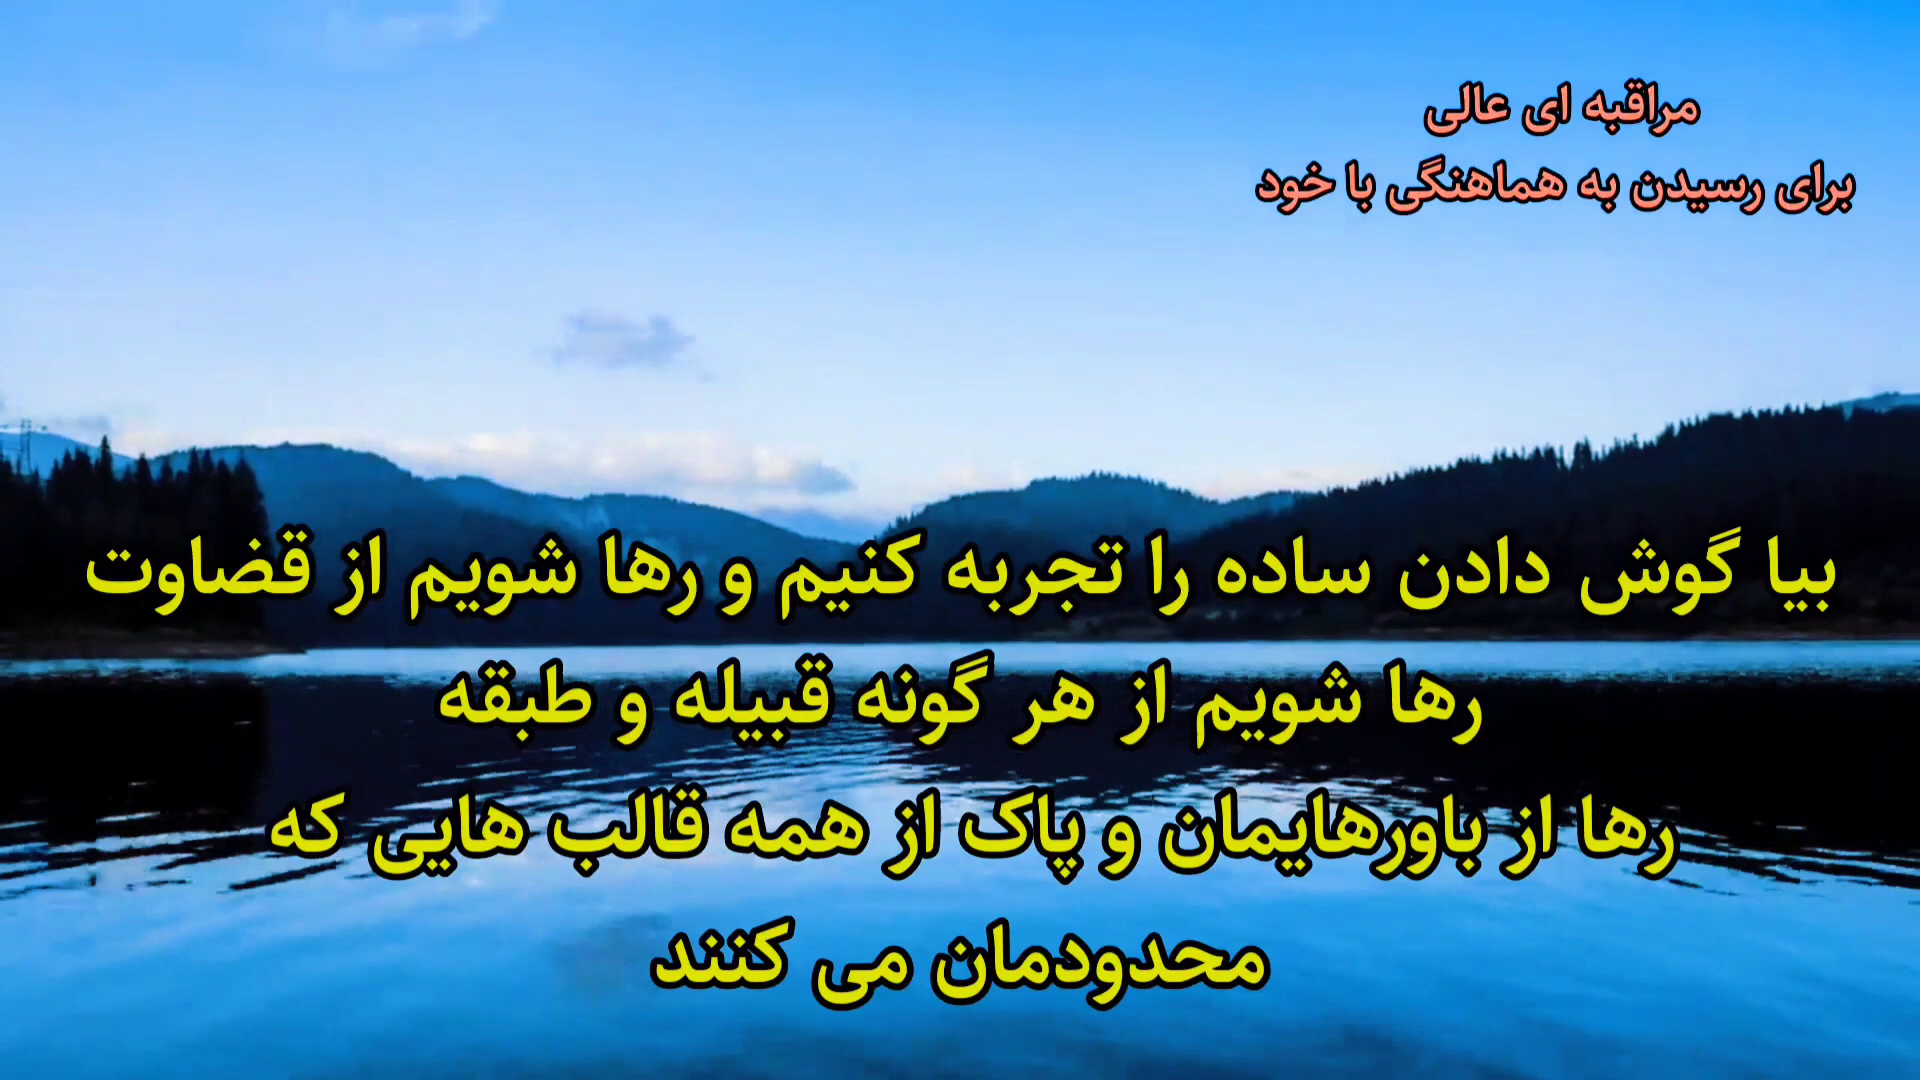 مراقبه ای عالی
برای رسیدن به هماهنگی با خود
بیا گوش دادن ساده را تجربه کنیم و رها شویم از قضاوت
رها شویم از هر گونه قبیله و طبقه
رها از باورهایمان و پاک از همه قالب هایی که
محدودمان می کنند